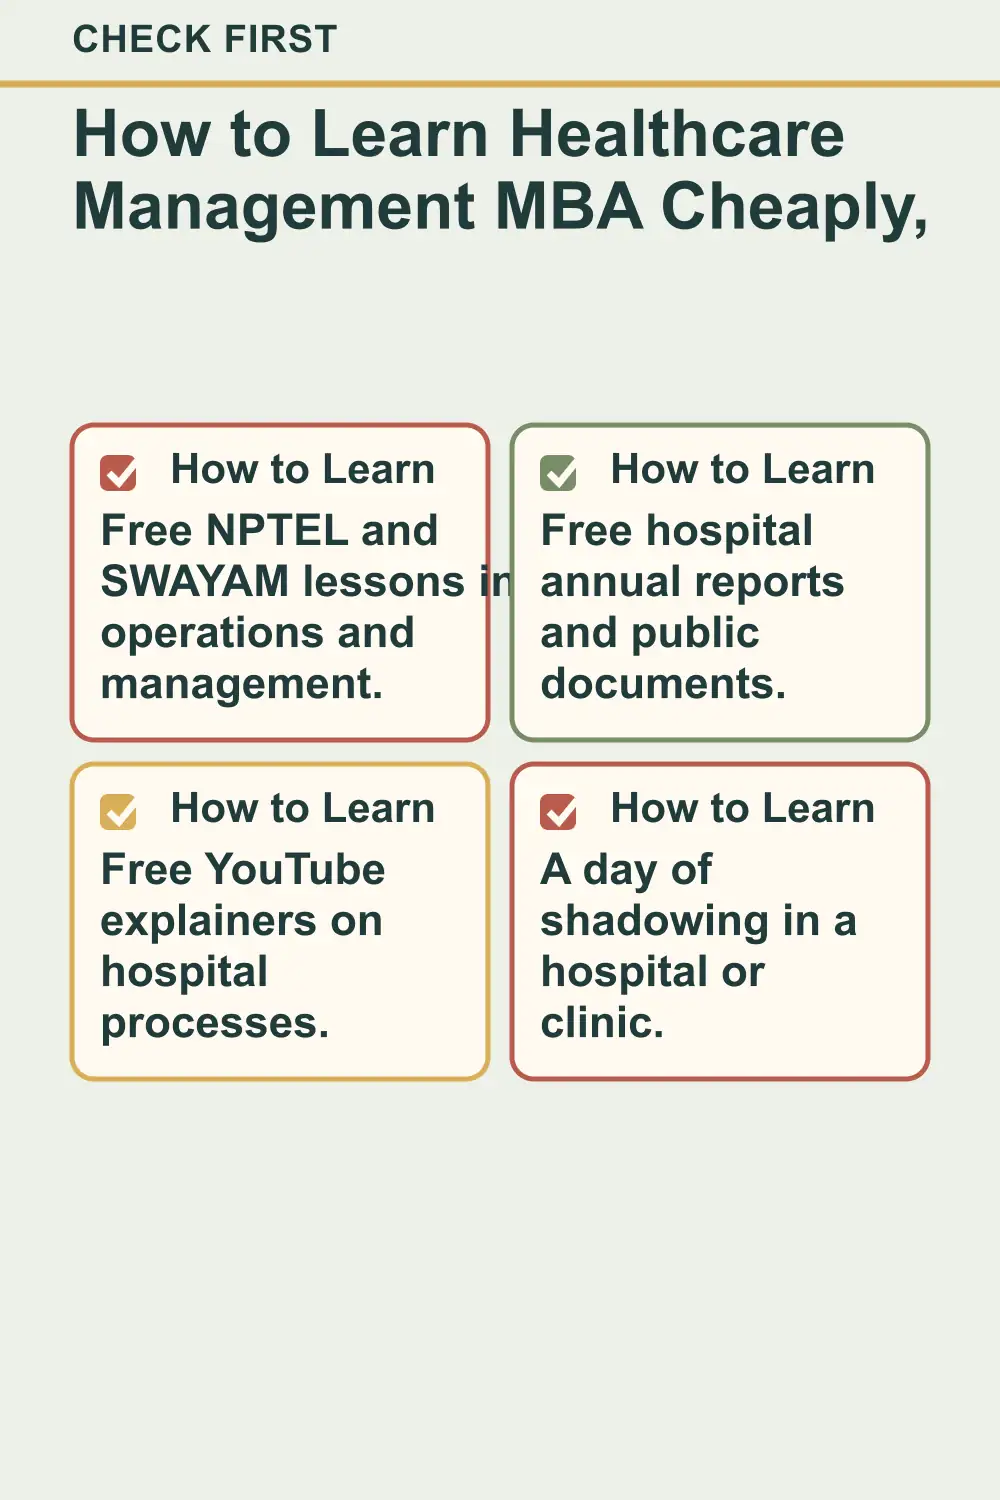 CHECK FIRST
How to Learn Healthcare
Management MBA Cheaply,
How to Learn
Free NPTEL and
SWAYAM lessons in
operations and
management.
How to Learn
Free hospital
annual reports
and public
documents.
How to Learn
Free YouTube
explainers on
hospital
processes.
How to Learn
A day of
shadowing in a
hospital or
clinic.